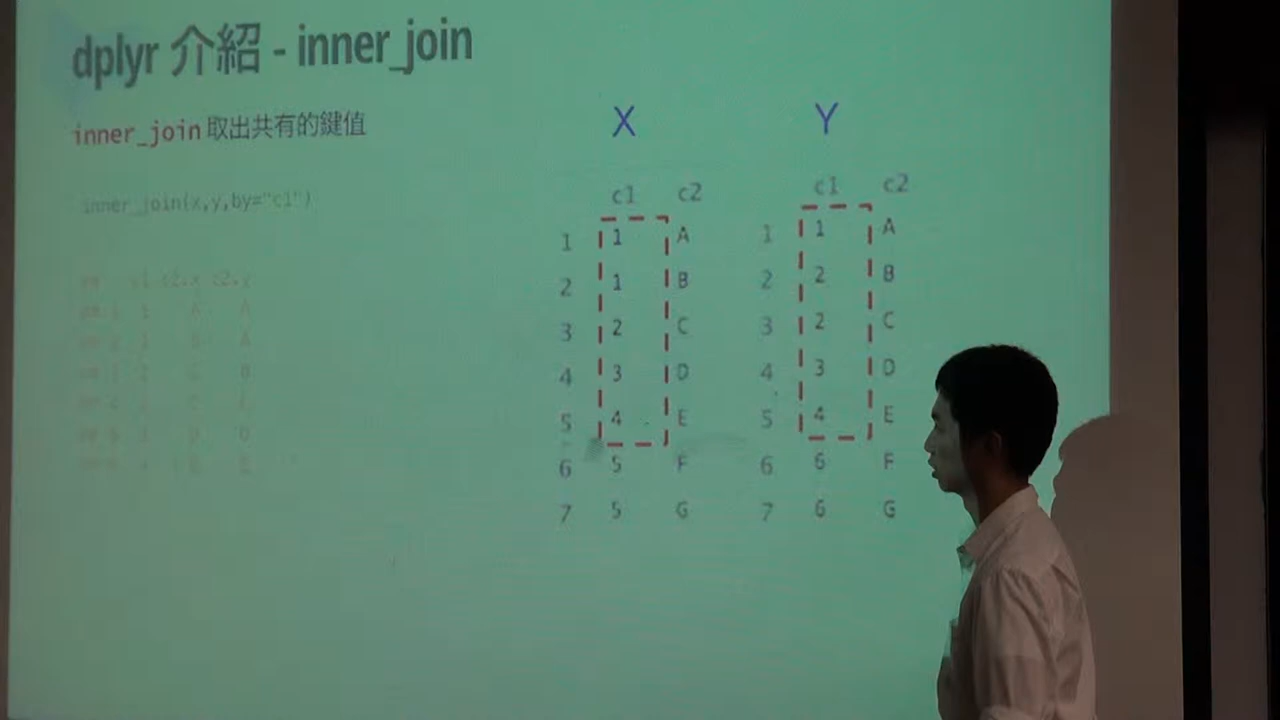 dplyr 介紹 - inner_join
inner_join 取出共有的鍵值
inner_join(x,y,by="c1")
X Y
c1 c2 c1 c2
1 1 A 1 1 A
2 1 B 2 2 B
3 2 C 3 2 C
4 3 D 4 3 D
5 4 E 5 4 E
6 5 F 6 6 F
7 5 G 7 6 G